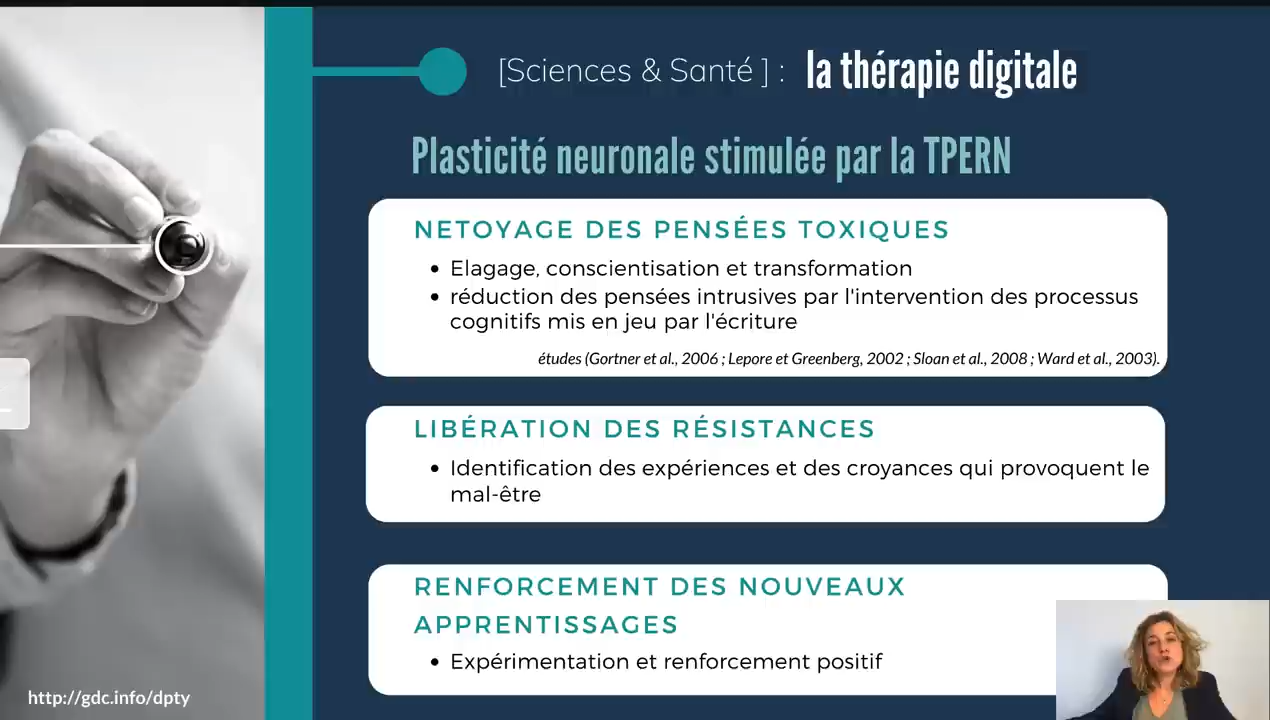 [Sciences & Santé ] : la thérapie digitale
Plasticité neuronale stimulée par la TPERN
NETOYAGE DES PENSÉES TOXIQUES
• Elagage, conscientisation et transformation
• réduction des pensées intrusives par l'intervention des processus
cognitifs mis en jeu par l'écriture
études (Gortner et al., 2006 ; Lepore et Greenberg, 2002 ; Sloan et al., 2008 ; Ward et al., 2003).
LIBÉRATION DES RÉSISTANCES
• Identification des expériences et des croyances qui provoquent le
mal-être
RENFORCEMENT DES NOUVEAUX
APPRENTISSAGES
• Expérimentation et renforcement positif
http://gdc.info/dpty